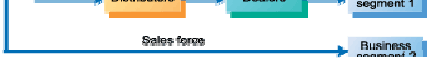 Distributors Dealers segment 1
Sales force
Business
segment 2